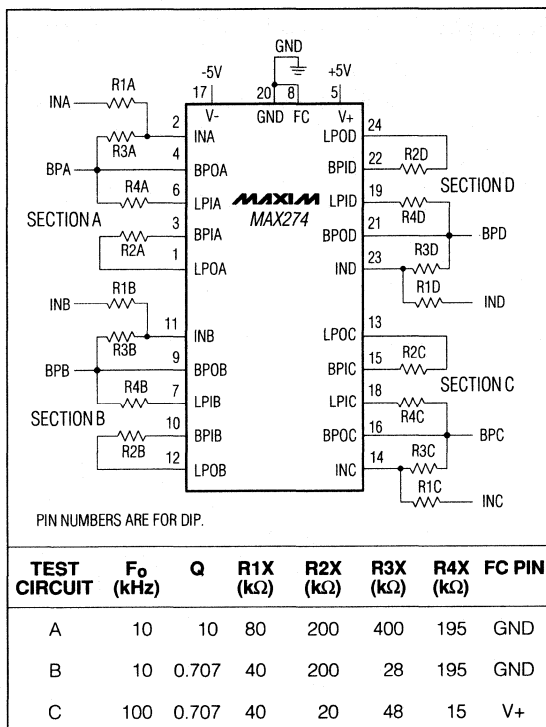 GND
-5V
+5V
R1A
INA
17
20
8
5
V-
GND
FC
V+
2
INA
R3A
4
BPA
BPOA
R4A
6
LPIA
SECTION A
3
BPIA
R2A
1
LPOA
R1B
INB
11
INB
R3B
9
BPB
BPOB
R4B
7
LPIB
SECTION B
10
BPIB
R2B
12
LPOB
MAXIM
MAX274
24
LPOD
22
BPID
R2D
19
LPID
SECTION D
R4D
21
BPOD
BPD
23
IND
R3D
R1D
IND
13
LPOC
15
BPIC
R2C
18
LPIC
SECTION C
R4C
16
BPOC
BPC
14
INC
R3C
R1C
INC
PIN NUMBERS ARE FOR DIP.
TEST CIRCUIT Fo (kHz) Q R1X (kΩ) R2X (kΩ) R3X (kΩ) R4X (kΩ) FC PIN
A 10 10 80 200 400 195 GND
B 10 0.707 40 200 28 195 GND
C 100 0.707 40 20 48 15 V+